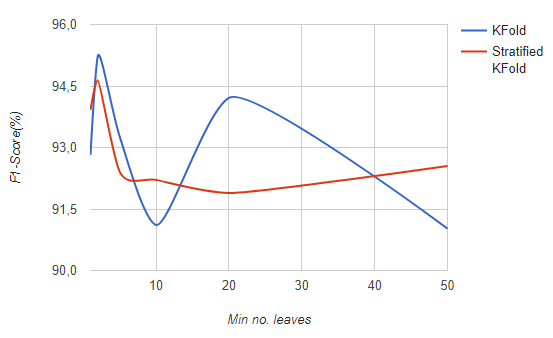 96,0
94,5
93,0
91,5
90,0
F1-Score(%)
10 20 30 40 50
Min no. leaves
KFold
Stratified
KFold